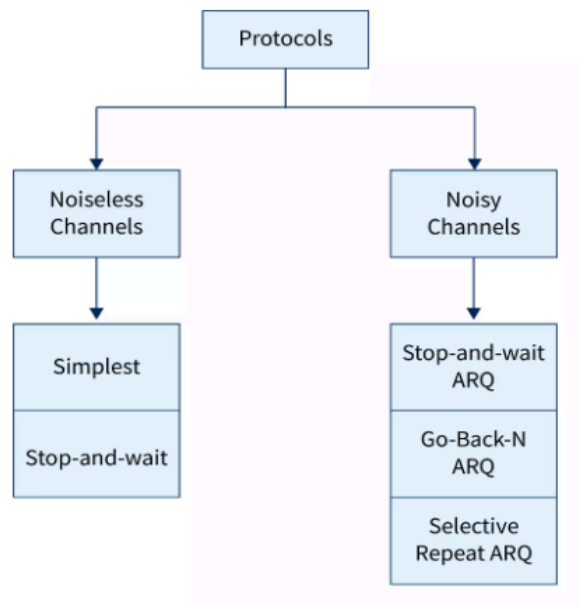 Protocols
Noiseless
Channels
Noisy
Channels
Simplest
Stop-and-wait
Stop-and-wait
ARQ
Go-Back-N
ARQ
Selective
Repeat ARQ